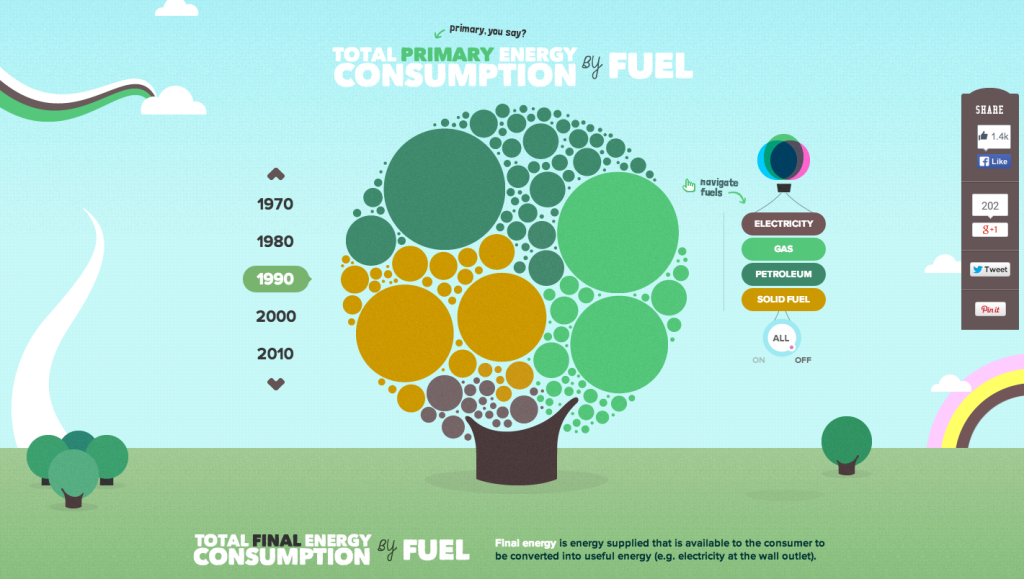 primary, you say?
TOTAL PRIMARY ENERGY
CONSUMPTION
BY FUEL
SHARE
1.4k
Like
202
g+1
Tweet
Pin it
1970
1980
1990
2000
2010
navigate
fuels
ELECTRICITY
GAS
PETROLEUM
SOLID FUEL
ALL
ON OFF
TOTAL FINAL ENERGY
CONSUMPTION
BY FUEL
Final energy is energy supplied that is available to the consumer to
be converted into useful energy (e.g. electricity at the wall outlet).